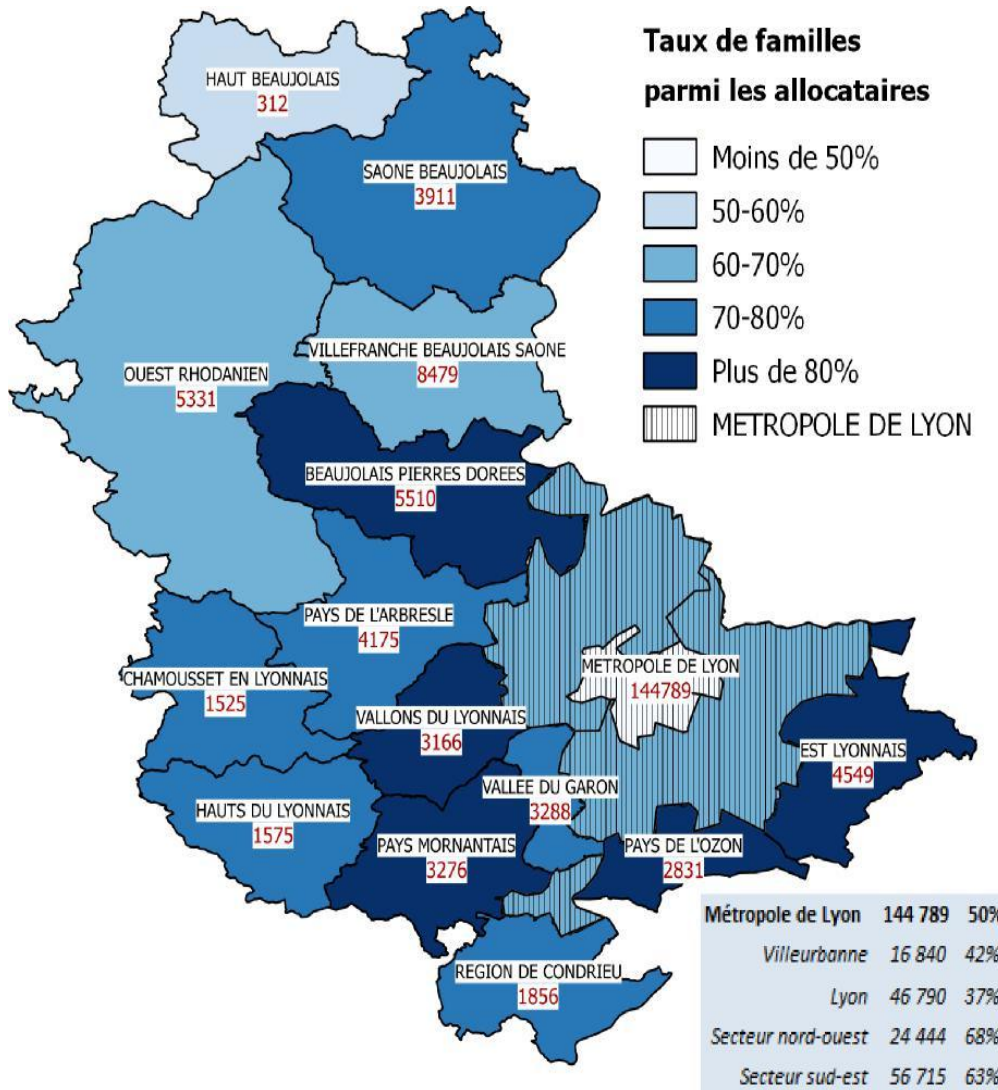 Taux de familles
parmi les allocataires
Moins de 50%
50-60%
60-70%
70-80%
Plus de 80%
METROPOLE DE LYON
HAUT BEAUJOLAIS
312
SAONE BEAUJOLAIS
3911
VILLEFRANCHE BEAUJOLAIS SAONE
8479
OUEST RHODANIEN
5331
BEAUJOLAIS PIERRES DOREES
5510
PAYS DE L'ARBRESLE
4175
CHAMOUSSET EN LYONNAIS
1525
METROPOLE DE LYON
144789
VALLONS DU LYONNAIS
3166
EST LYONNAIS
4549
VALLEE DU GARON
3288
HAUTS DU LYONNAIS
1575
PAYS MORNANTAIS
3276
PAYS DE L'OZON
2831
REGION DE CONDRIEU
1856
Métropole de Lyon 144 789 50%
Villeurbanne 16 840 42%
Lyon 46 790 37%
Secteur nord-ouest 24 444 68%
Secteur sud-est 56 715 63%